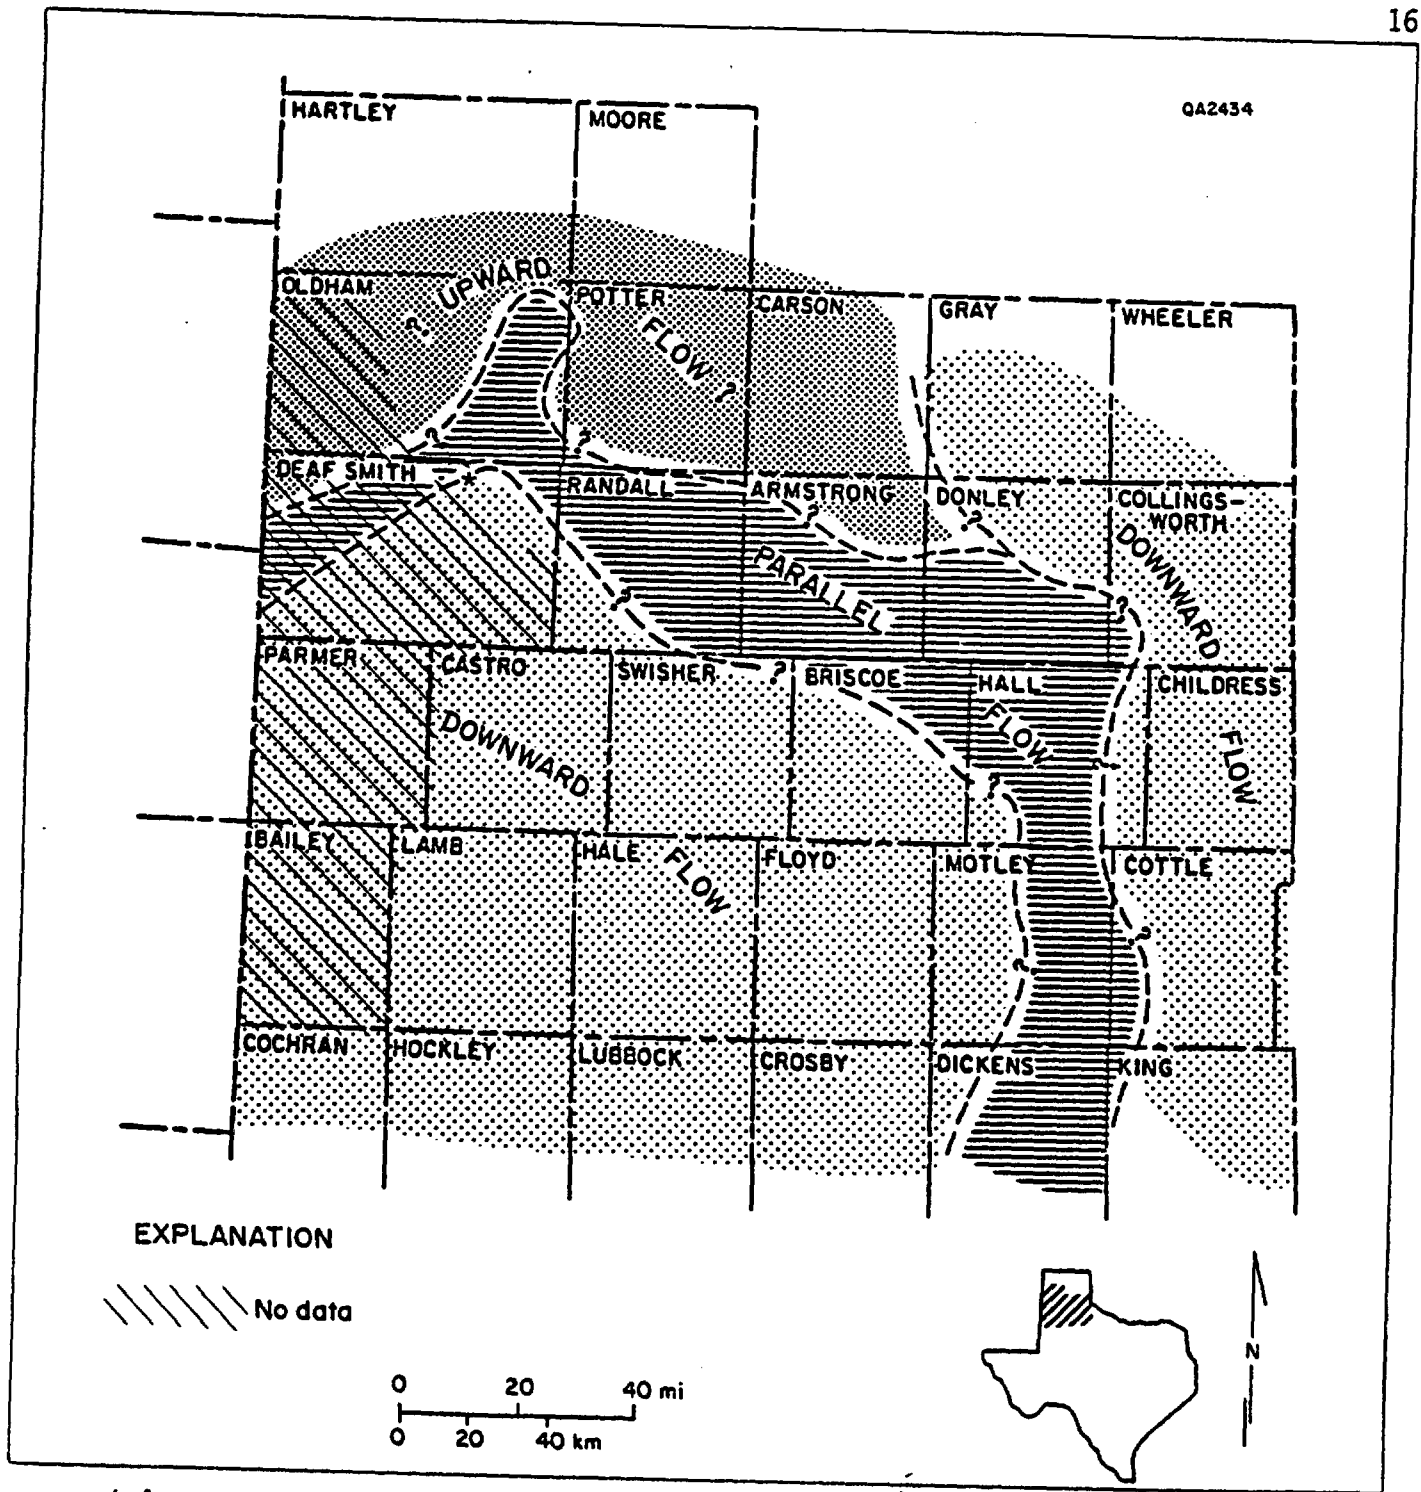 16
QA2434
HARTLEY
MOORE
OLDHAM
? UPWARD
POTTER
FLOW ?
CARSON
GRAY
WHEELER
?
?
DEAF SMITH
*
RANDALL
ARMSTRONG
?
DONLEY
?
COLLINGS-
WORTH
DOWNWARD
PARALLEL
?
?
PARMER
CASTRO
SWISHER
?
BRISCOE
HALL
CHILDRESS
DOWNWARD
FLOW
FLOW
?
BAILEY
LAMB
HALE
FLOW
FLOYD
MOTLEY
COTTLE
?
?
COCHRAN
HOCKLEY
LUBBOCK
CROSBY
DICKENS
KING
EXPLANATION
No data
0 20 40 mi
0 20 40 km
N